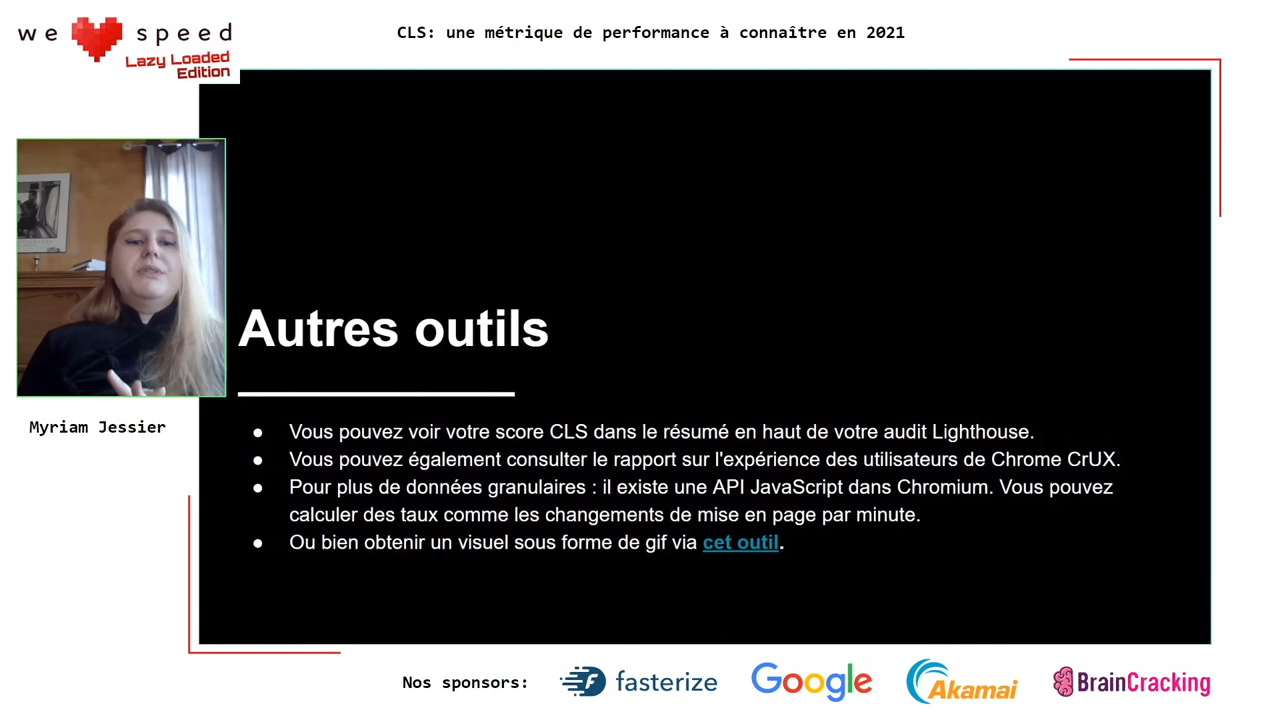 we speed
Lazy Loaded
Edition
CLS: une métrique de performance à connaître en 2021
Myriam Jessier
Autres outils
● Vous pouvez voir votre score CLS dans le résumé en haut de votre audit Lighthouse.
● Vous pouvez également consulter le rapport sur l'expérience des utilisateurs de Chrome CrUX.
● Pour plus de données granulaires : il existe une API JavaScript dans Chromium. Vous pouvez
calculer des taux comme les changements de mise en page par minute.
● Ou bien obtenir un visuel sous forme de gif via cet outil.
Nos sponsors: fasterize Google Akamai BrainCracking